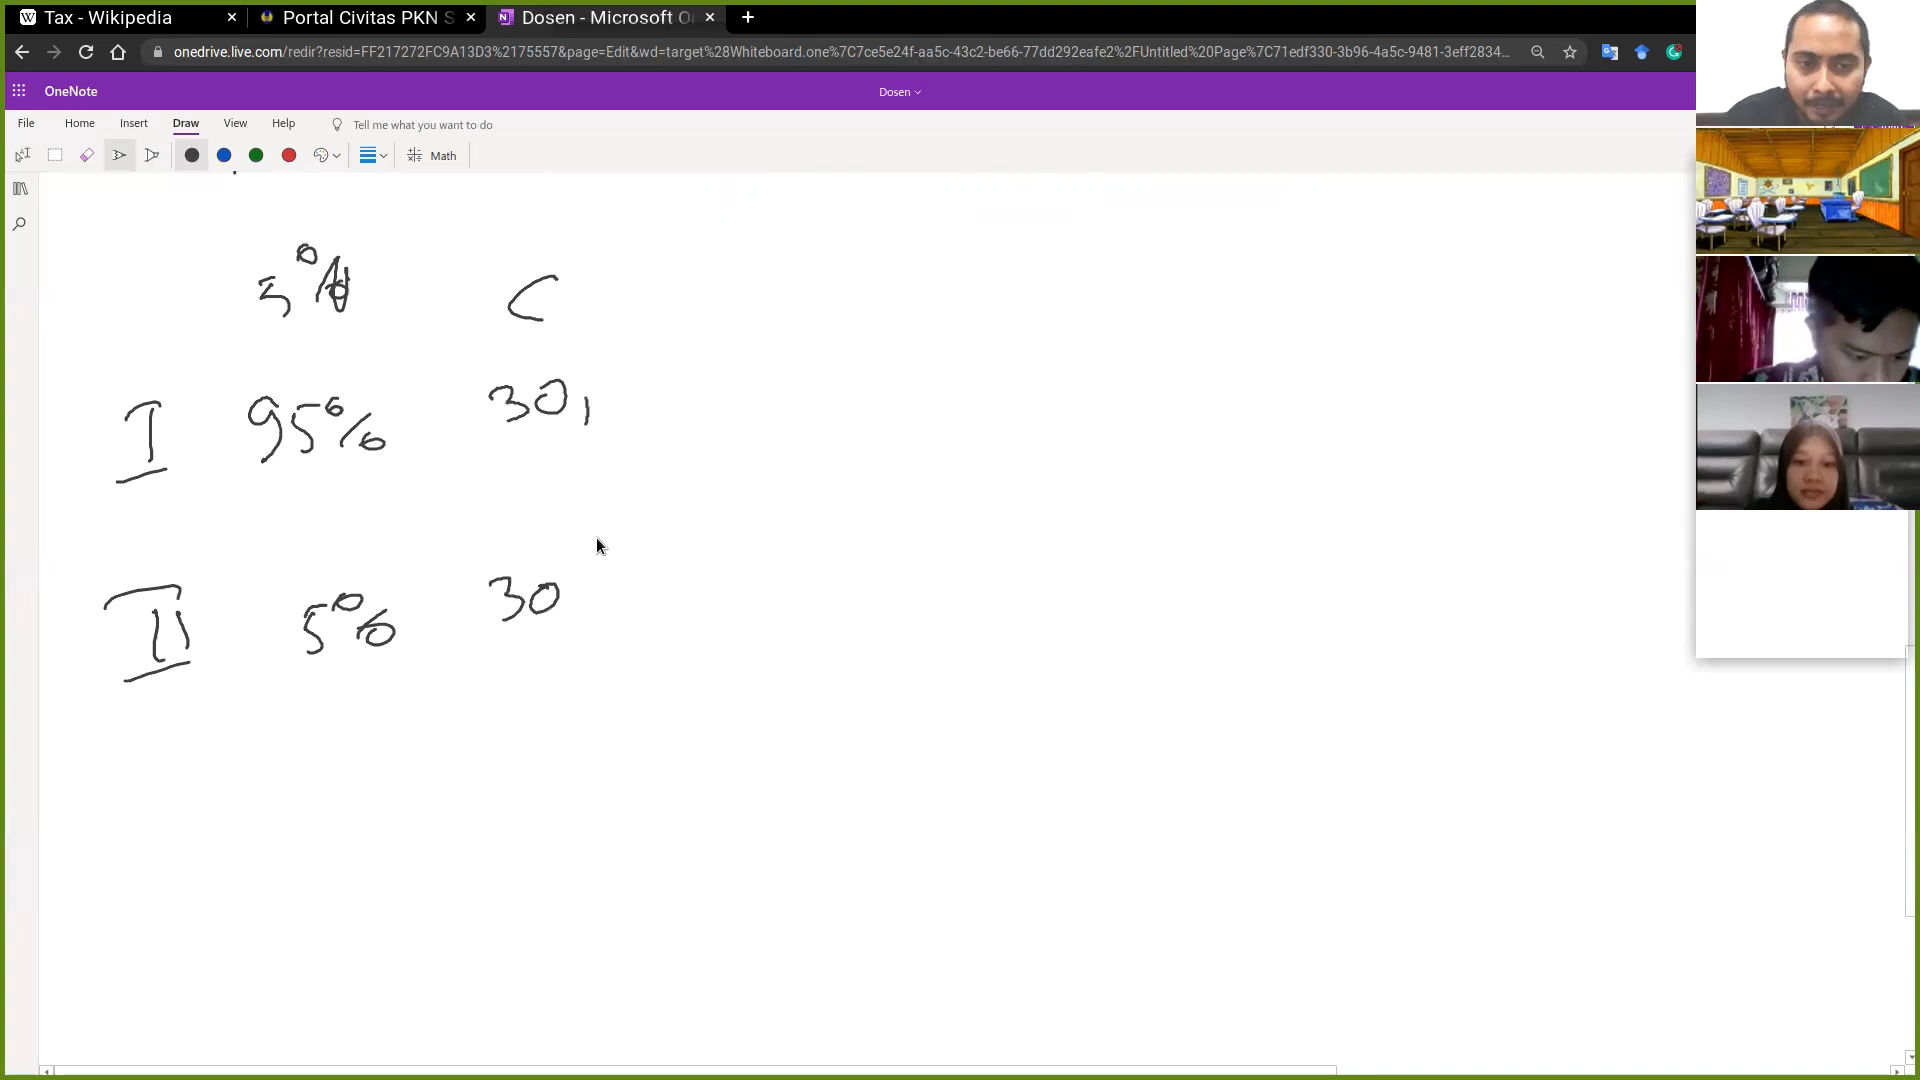 Tax - Wikipedia
Portal Civitas PKN S
Dosen - Microsoft O
onedrive.live.com/redir?resid=FF217272FC9A13D3%2175557&page=Edit&wd=target%28Whiteboard.one%7C7ce5e24f-aa5c-43c2-be66-77dd292eafe2%2FUntitled%20Page%7C71edf330-3b96-4a5c-9481-3eff2834...
OneNote
Dosen
File Home Insert Draw View Help Tell me what you want to do
Math
C
I 95% 30,
II 5% 30